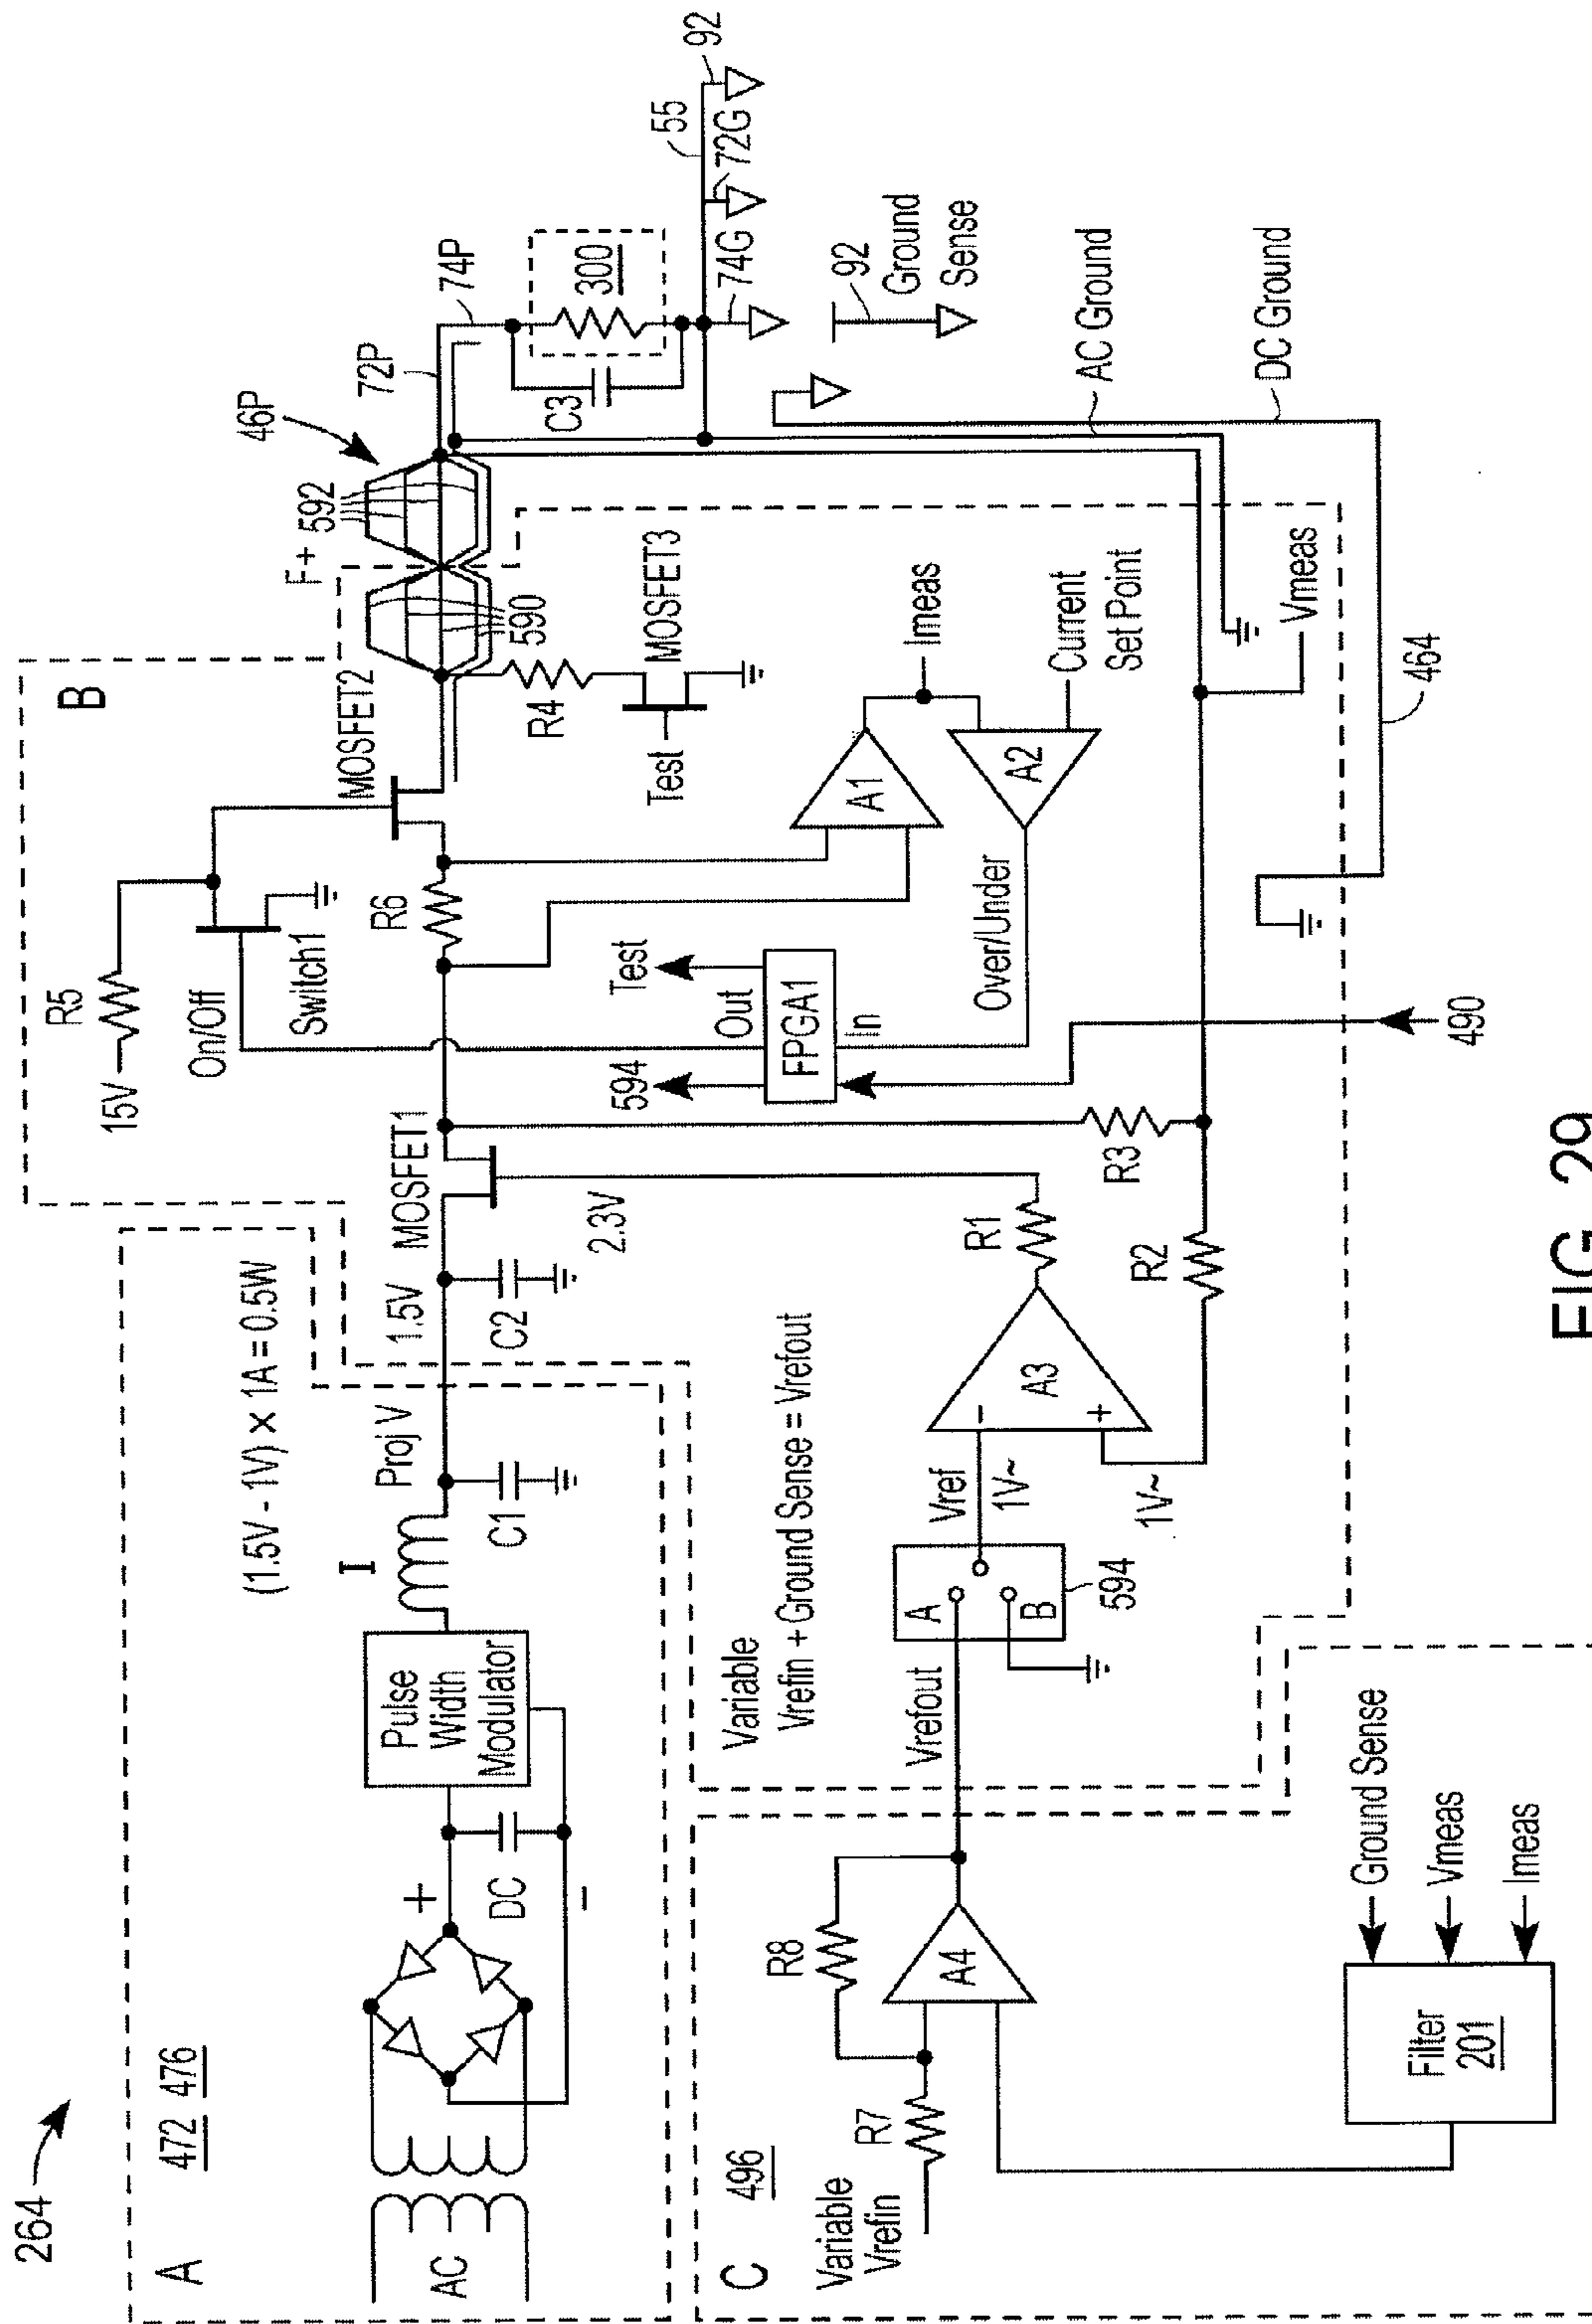 264
A
472 476
AC
+
DC
−
Pulse
Width
Modulator
I
(1.5V - 1V) × 1A = 0.5W
Proj V
C1
1.5V
C2
MOSFET1
2.3V
B
15V
R5
On/Off
Switch1
MOSFET2
R6
F+
592
590
46P
72P
74P
300
C3
55
92
72G
74G
92
Ground
Sense
AC Ground
DC Ground
R4
MOSFET3
Test
594
Test
Out
FPGA1
In
A1
Imeas
A2
Current
Set Point
Over/Under
Vmeas
464
490
R3
R2
R1
A3
−
+
Vref
1V~
1V~
A
B
594
Variable
Vrefin + Ground Sense = Vrefout
Vrefout
C
496
Variable
Vrefin
R7
R8
A4
Filter
201
Ground Sense
Vmeas
Imeas
FIG. 29